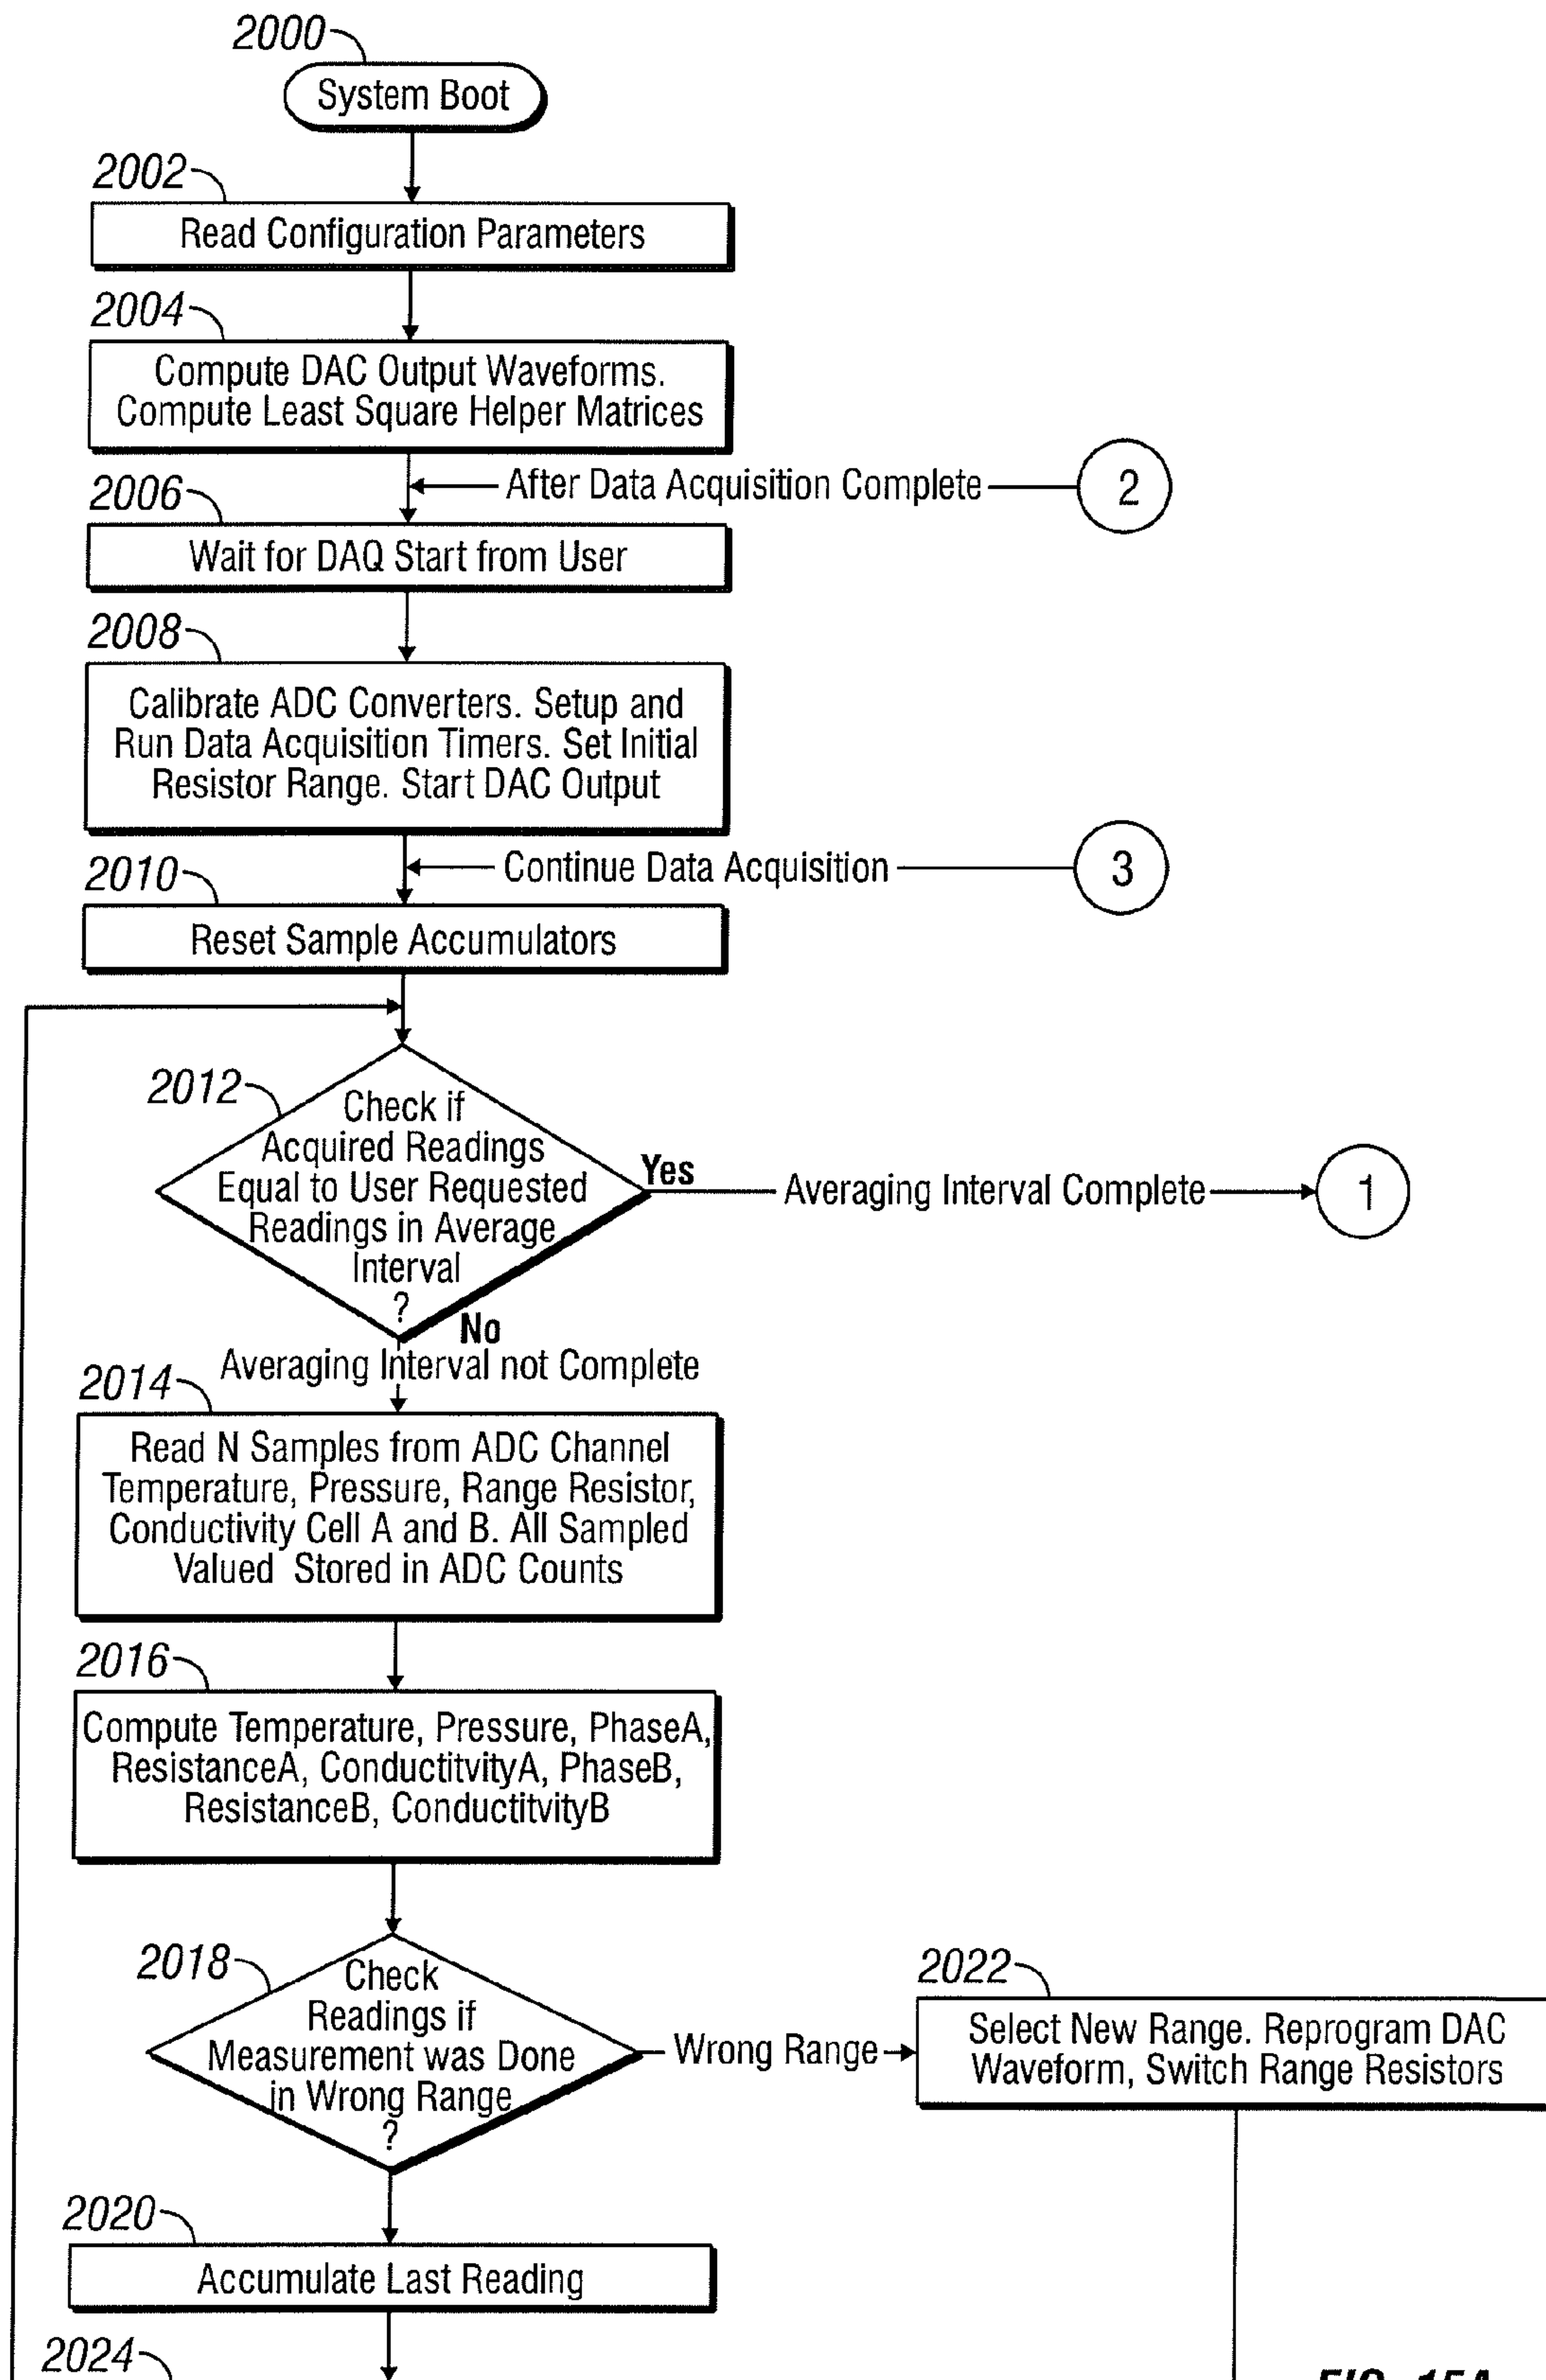 2000
System Boot
2002
Read Configuration Parameters
2004
Compute DAC Output Waveforms.
Compute Least Square Helper Matrices
After Data Acquisition Complete
2
2006
Wait for DAQ Start from User
2008
Calibrate ADC Converters. Setup and
Run Data Acquisition Timers. Set Initial
Resistor Range. Start DAC Output
Continue Data Acquisition
3
2010
Reset Sample Accumulators
2012
Check if
Acquired Readings
Equal to User Requested
Readings in Average
Interval
?
Yes
Averaging Interval Complete
1
No
Averaging Interval not Complete
2014
Read N Samples from ADC Channel
Temperature, Pressure, Range Resistor,
Conductivity Cell A and B. All Sampled
Valued Stored in ADC Counts
2016
Compute Temperature, Pressure, PhaseA,
ResistanceA, ConductitvityA, PhaseB,
ResistanceB, ConductitvityB
2018
Check
Readings if
Measurement was Done
in Wrong Range
?
Wrong Range
2022
Select New Range. Reprogram DAC
Waveform, Switch Range Resistors
2020
Accumulate Last Reading
2024
FIG. 15A